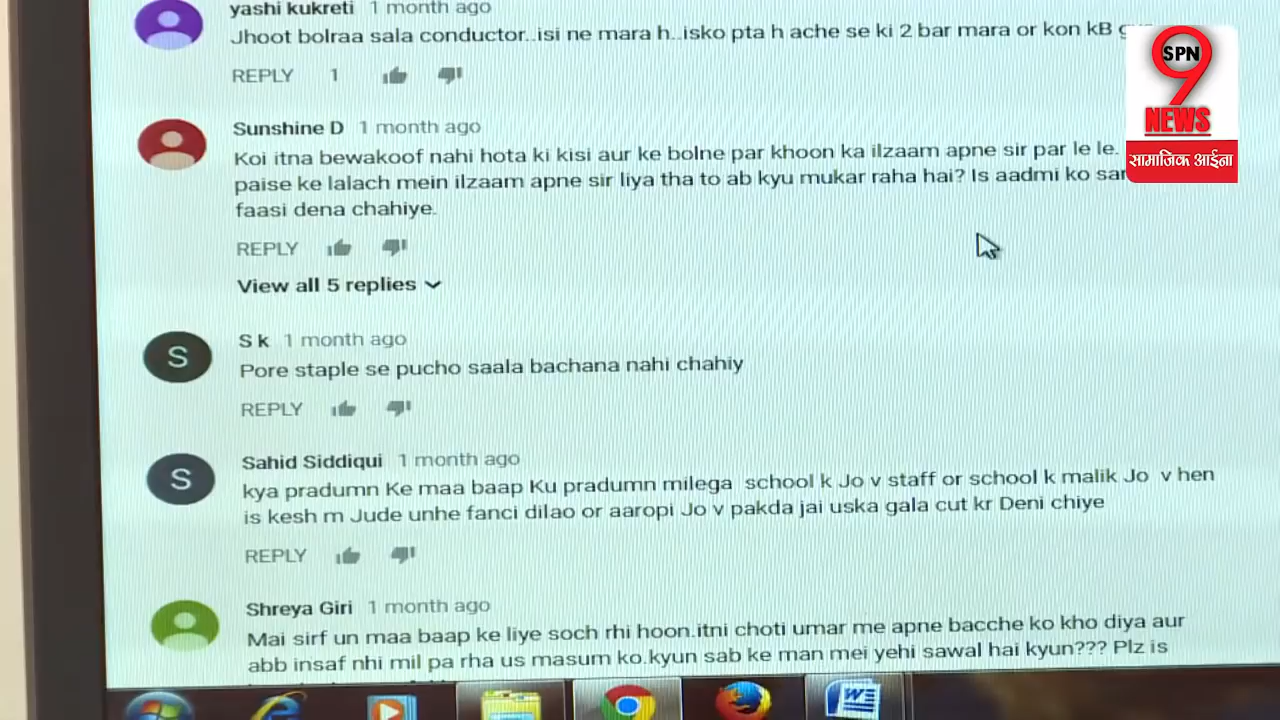 yashi kukreti 1 month ago
Jhoot bolraa sala conductor..isi ne mara h..isko pta h ache se ki 2 bar mara or kon kB
REPLY 1
Sunshine D 1 month ago
Koi itna bewakoof nahi hota ki kisi aur ke bolne par khoon ka ilzaam apne sir par le le.
paise ke lalach mein ilzaam apne sir liya tha to ab kyu mukar raha hai? Is aadmi ko
faasi dena chahiye.
REPLY
View all 5 replies
S
S k 1 month ago
Pore staple se pucho saala bachana nahi chahiy
REPLY
S
Sahid Siddiqui 1 month ago
kya pradumn Ke maa baap Ku pradumn milega school k Jo v staff or school k malik Jo v hen
is kesh m Jude unhe fanci dilao or aaropi Jo v pakda jai uska gala cut kr Deni chiye
REPLY
Shreya Giri 1 month ago
Mai sirf un maa baap ke liye soch rhi hoon.itni choti umar me apne bacche ko kho diya aur
abb insaf nhi mil pa rha us masum ko.kyun sab ke man mei yehi sawal hai kyun??? Plz is
SPN
9
NEWS
सामाजिक आईना
W